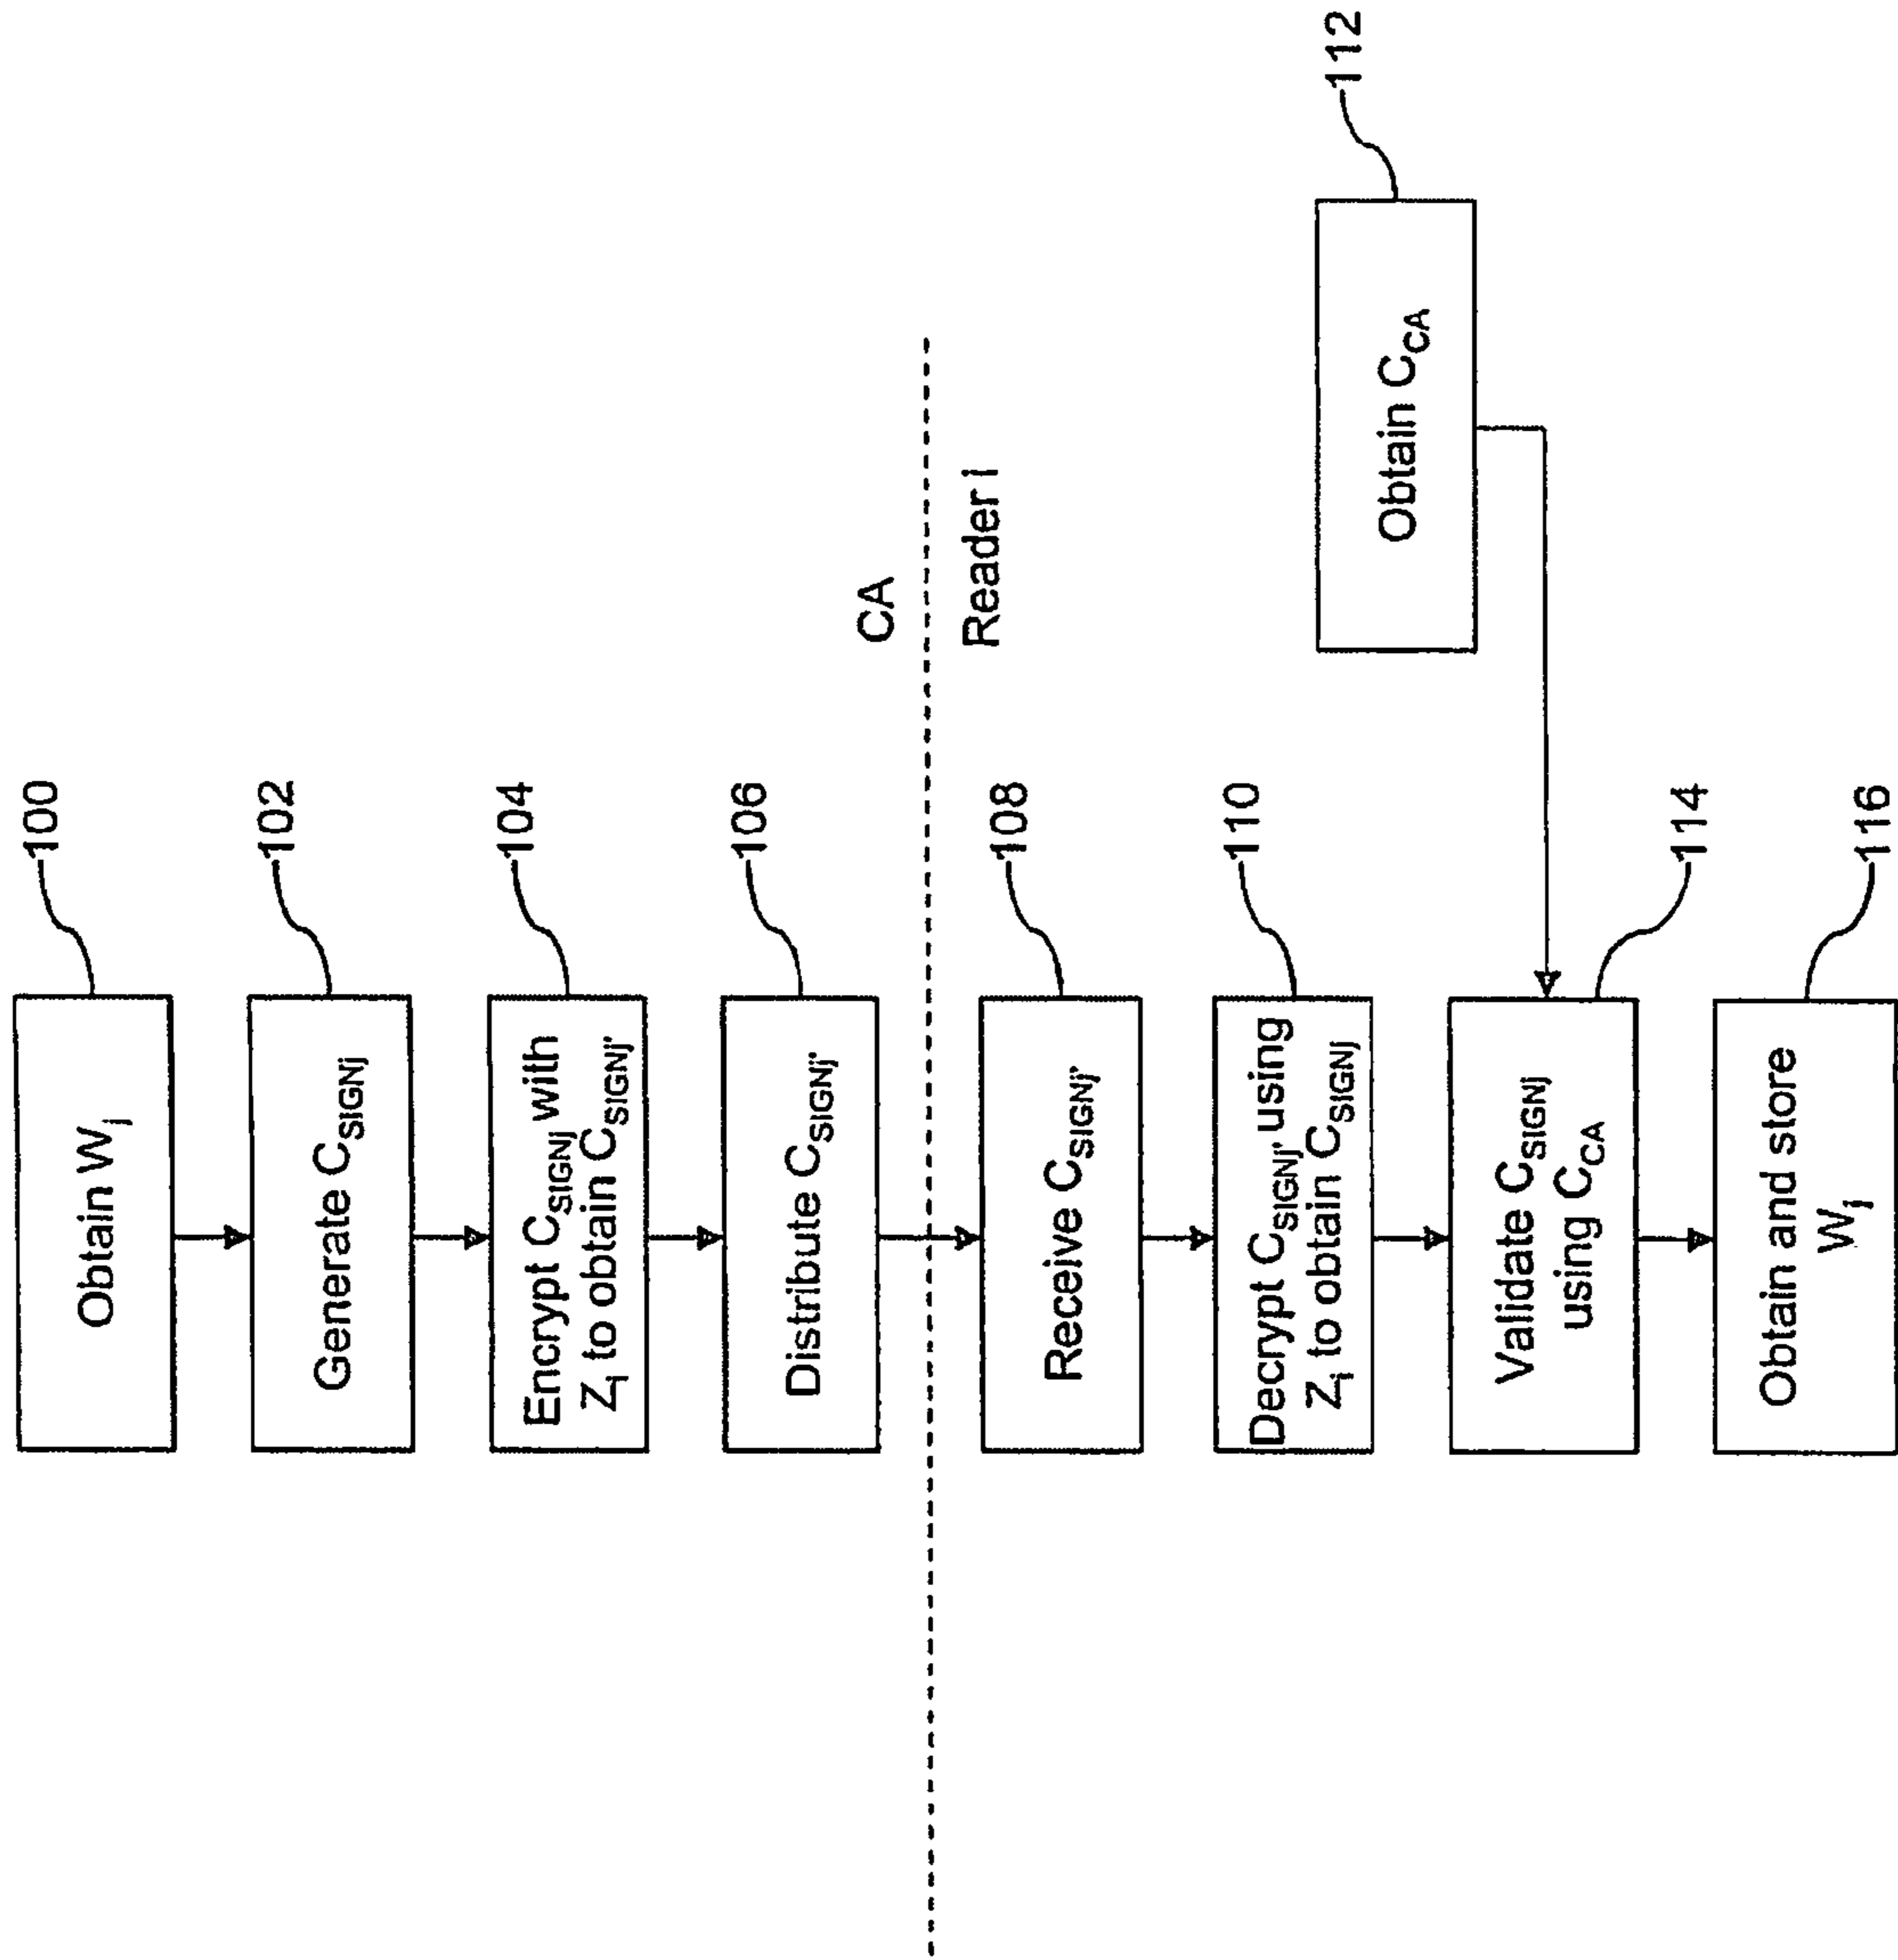 100
Obtain Wj
102
Generate CSIGNj
104
Encrypt CSIGNj with
Zi to obtain CSIGNj'
106
Distribute CSIGNj'
CA
Reader i
108
Receive CSIGNj'
110
Decrypt CSIGNj' using
Zi to obtain CSIGNj
112
Obtain CCA
Validate CSIGNj
using CCA
114
Obtain and store
Wj
116